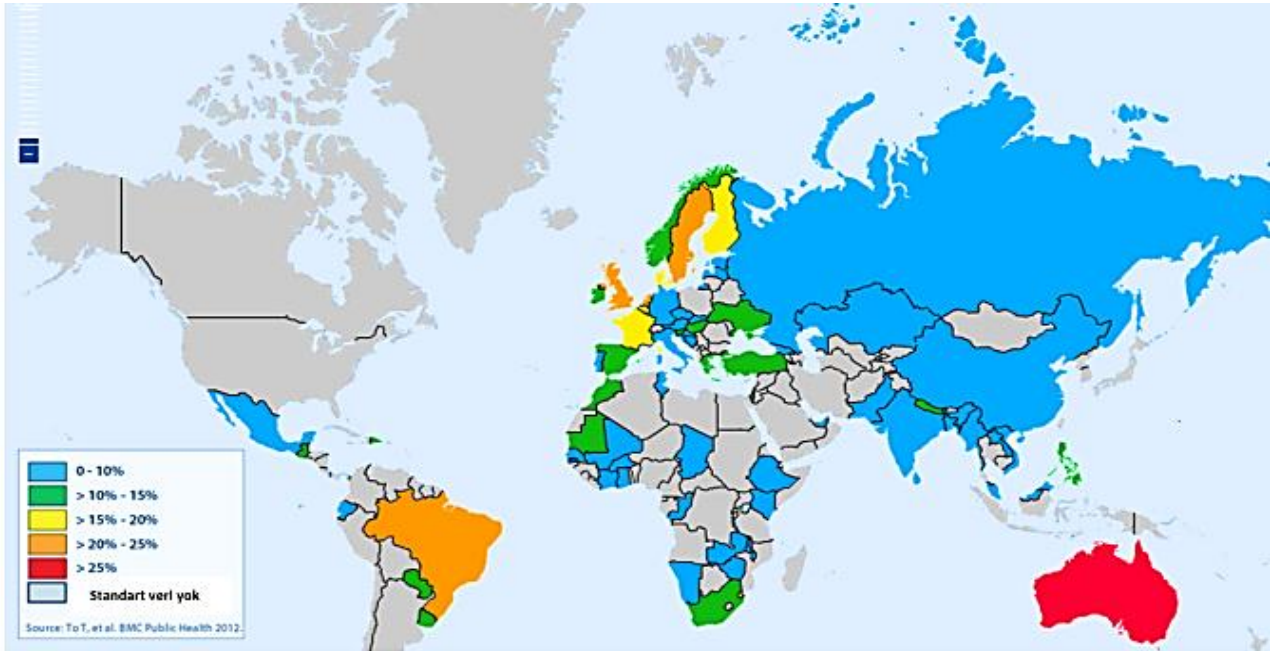 0 - 10%
> 10% - 15%
> 15% - 20%
> 20% - 25%
> 25%
Standart veri yok
Source: To T, et al. BMC Public Health 2012.